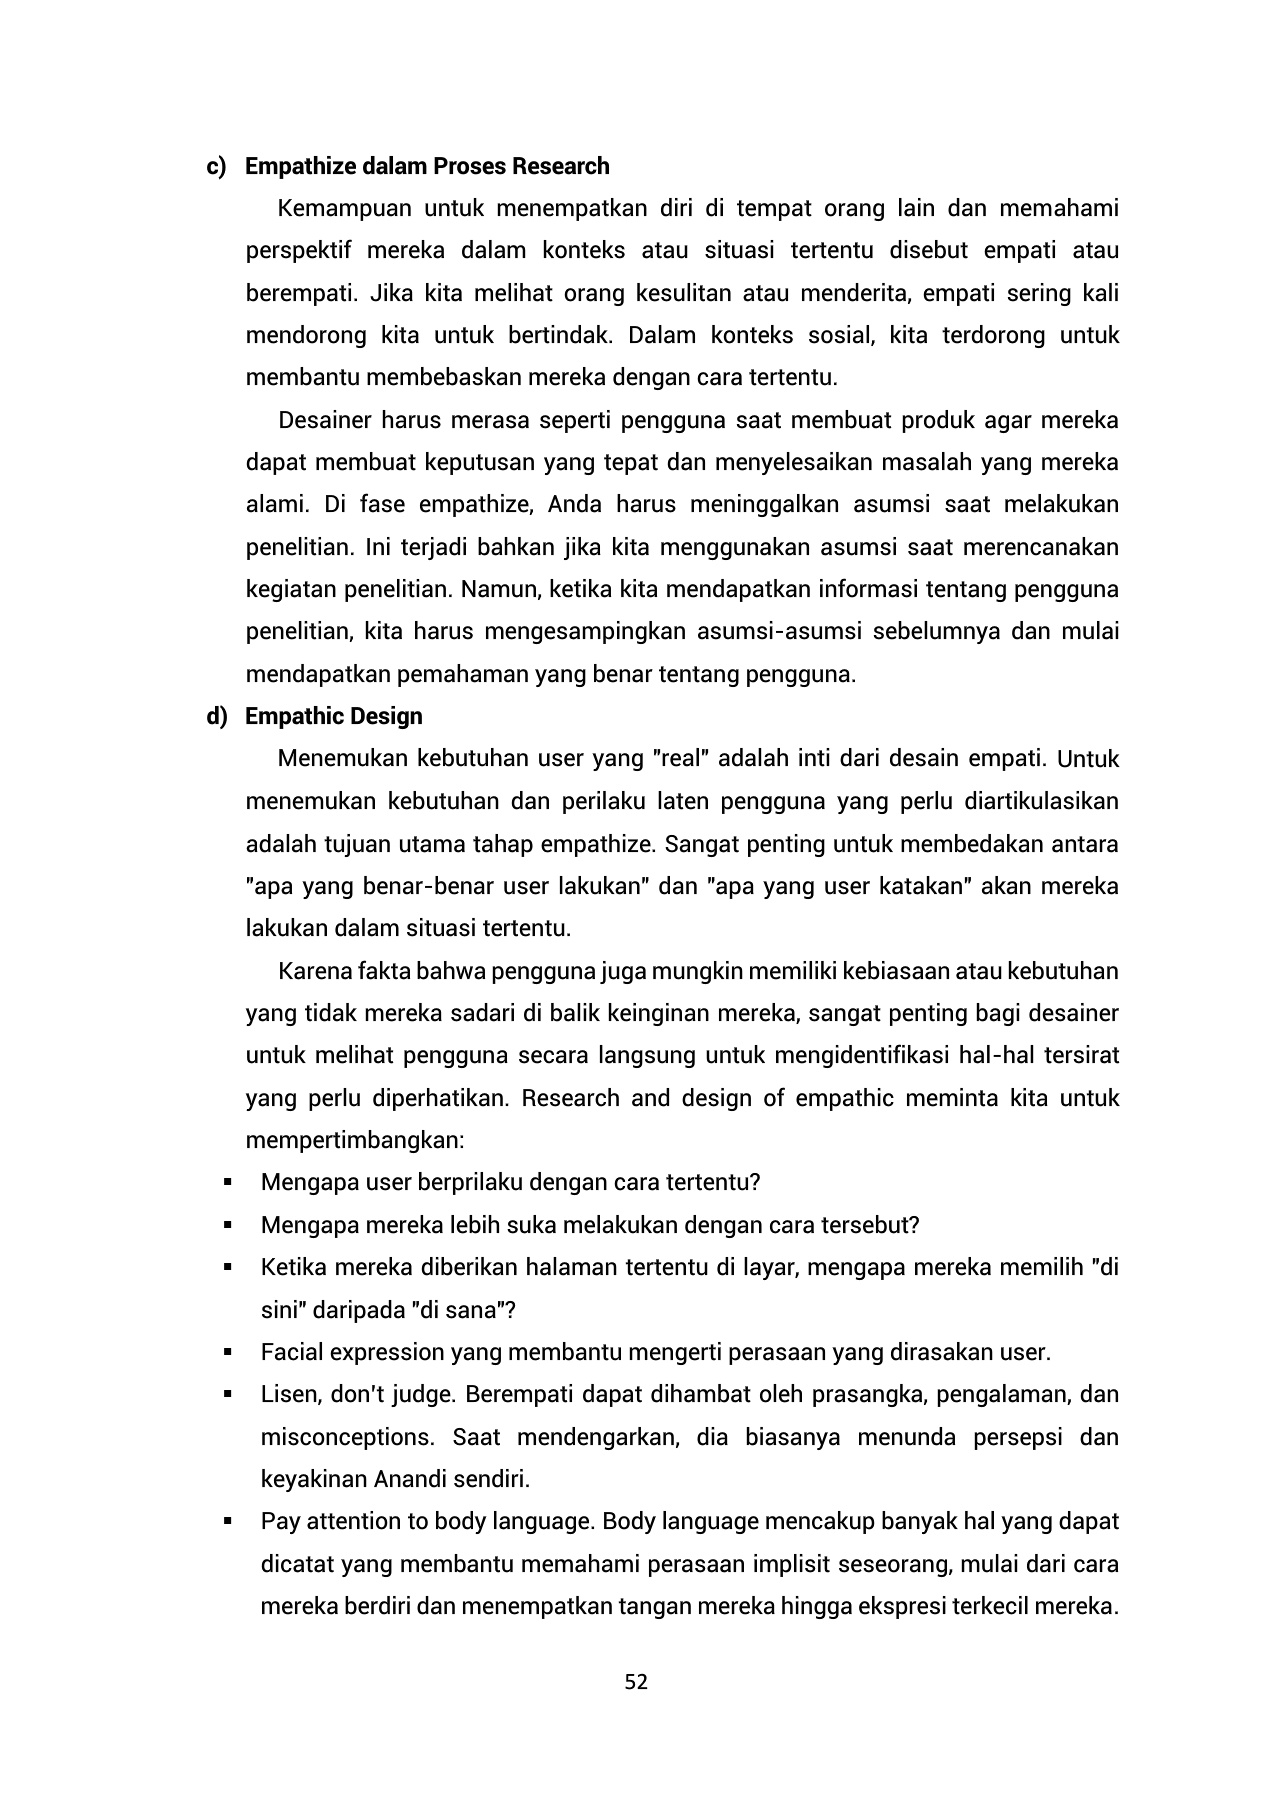 c) Empathize dalam Proses Research
Kemampuan untuk menempatkan diri di tempat orang lain dan memahami
perspektif mereka dalam konteks atau situasi tertentu disebut empati atau
berempati. Jika kita melihat orang kesulitan atau menderita, empati sering kali
mendorong kita untuk bertindak. Dalam konteks sosial, kita terdorong untuk
membantu membebaskan mereka dengan cara tertentu.
Desainer harus merasa seperti pengguna saat membuat produk agar mereka
dapat membuat keputusan yang tepat dan menyelesaikan masalah yang mereka
alami. Di fase empathize, Anda harus meninggalkan asumsi saat melakukan
penelitian. Ini terjadi bahkan jika kita menggunakan asumsi saat merencanakan
kegiatan penelitian. Namun, ketika kita mendapatkan informasi tentang pengguna
penelitian, kita harus mengesampingkan asumsi-asumsi sebelumnya dan mulai
mendapatkan pemahaman yang benar tentang pengguna.
d) Empathic Design
Menemukan kebutuhan user yang "real" adalah inti dari desain empati. Untuk
menemukan kebutuhan dan perilaku laten pengguna yang perlu diartikulasikan
adalah tujuan utama tahap empathize. Sangat penting untuk membedakan antara
"apa yang benar-benar user lakukan" dan "apa yang user katakan" akan mereka
lakukan dalam situasi tertentu.
Karena fakta bahwa pengguna juga mungkin memiliki kebiasaan atau kebutuhan
yang tidak mereka sadari di balik keinginan mereka, sangat penting bagi desainer
untuk melihat pengguna secara langsung untuk mengidentifikasi hal-hal tersirat
yang perlu diperhatikan. Research and design of empathic meminta kita untuk
mempertimbangkan:
▪ Mengapa user berprilaku dengan cara tertentu?
▪ Mengapa mereka lebih suka melakukan dengan cara tersebut?
▪ Ketika mereka diberikan halaman tertentu di layar, mengapa mereka memilih "di
sini" daripada "di sana"?
▪ Facial expression yang membantu mengerti perasaan yang dirasakan user.
▪ Lisen, don't judge. Berempati dapat dihambat oleh prasangka, pengalaman, dan
misconceptions. Saat mendengarkan, dia biasanya menunda persepsi dan
keyakinan Anandi sendiri.
▪ Pay attention to body language. Body language mencakup banyak hal yang dapat
dicatat yang membantu memahami perasaan implisit seseorang, mulai dari cara
mereka berdiri dan menempatkan tangan mereka hingga ekspresi terkecil mereka.
52